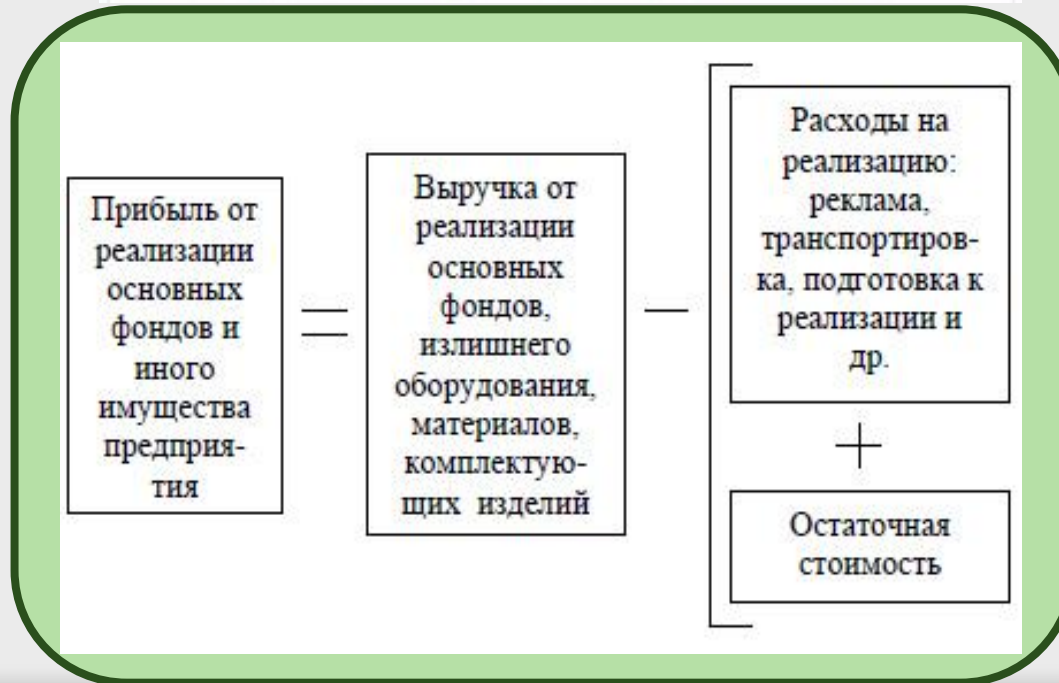 Прибыль от
реализации
основных
фондов и
иного
имущества
предприя-
тия
=
Выручка от
реализации
основных
фондов,
излишнего
оборудования,
материалов,
комплектую-
щих изделий
—
Расходы на
реализацию:
реклама,
транспортиров-
ка, подготовка к
реализации и
др.
+
Остаточная
стоимость